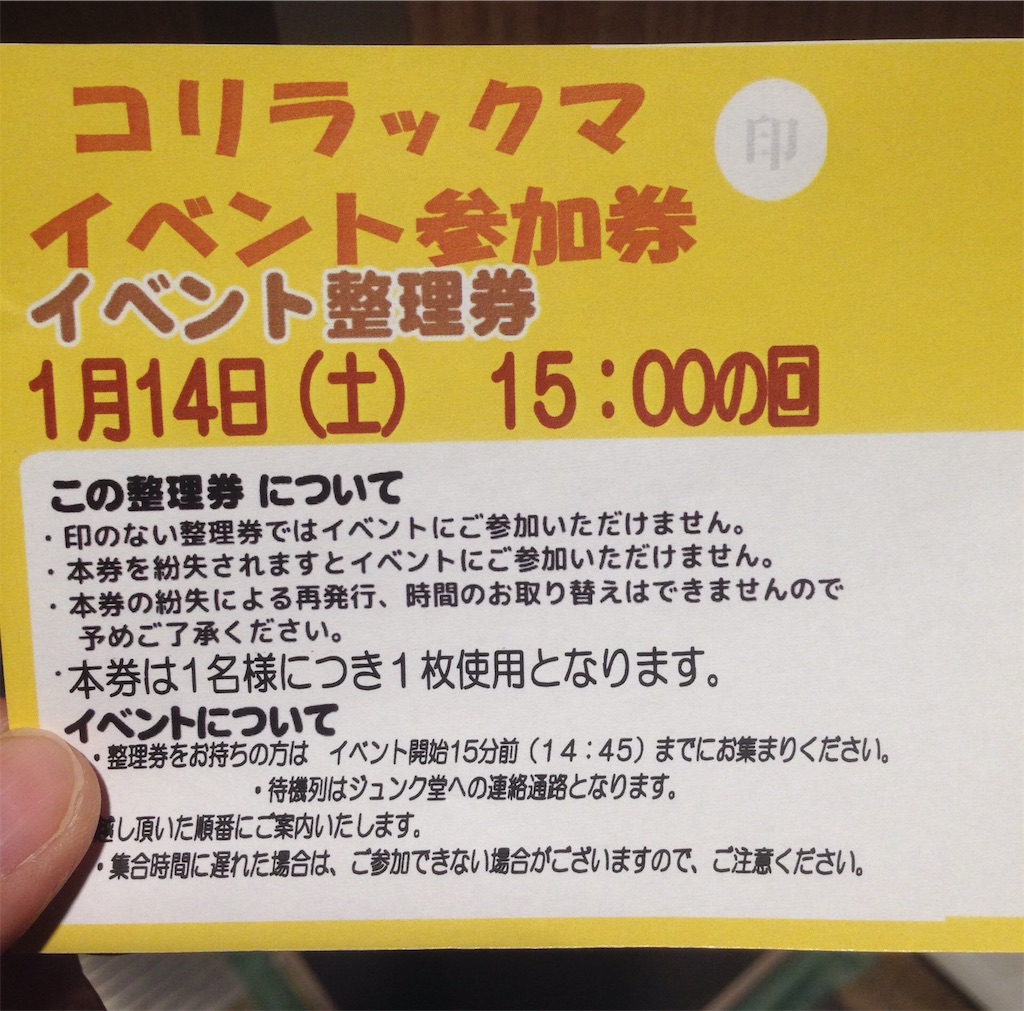 コリラックマ
印
イベント参加券
イベント整理券
1月14日(土) 15:00の回
この整理券 について
・印のない整理券ではイベントにご参加いただけません。
・本券を紛失されますとイベントにご参加いただけません。
・本券の紛失による再発行、時間のお取り替えはできませんので
予めご了承ください。
・本券は1名様につき1枚使用となります。
イベントについて
・整理券をお持ちの方は イベント開始15分前(14:45)までにお集まりください。
・待機列はジュンク堂への連絡通路となります。
越し頂いた順番にご案内いたします。
・集合時間に遅れた場合は、ご参加できない場合がございますので、ご注意ください。